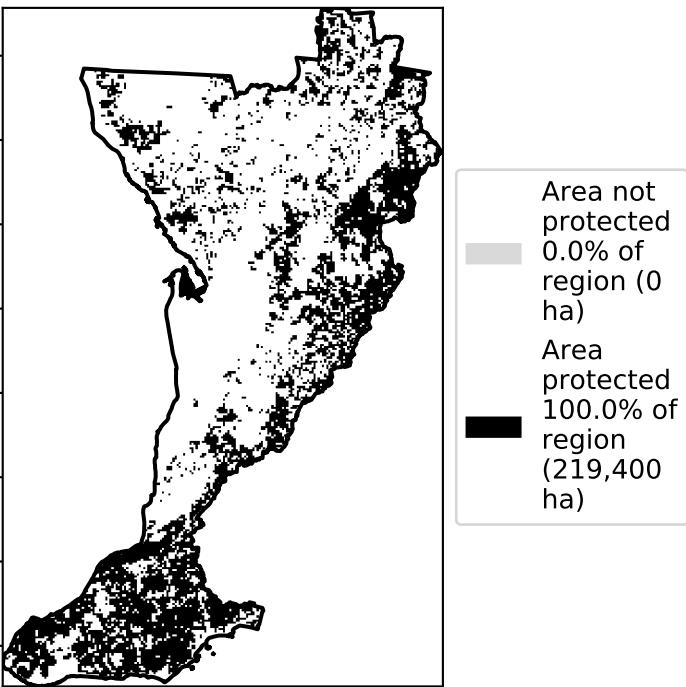 Area not
protected
0.0% of
region (0
ha)
Area
protected
100.0% of
region
(219,400
ha)